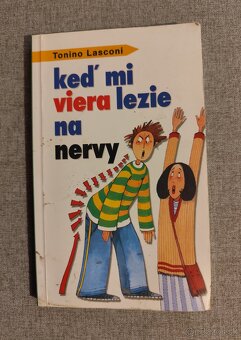 Tonino Lasconi
keď mi
viera lezie
na
nervy